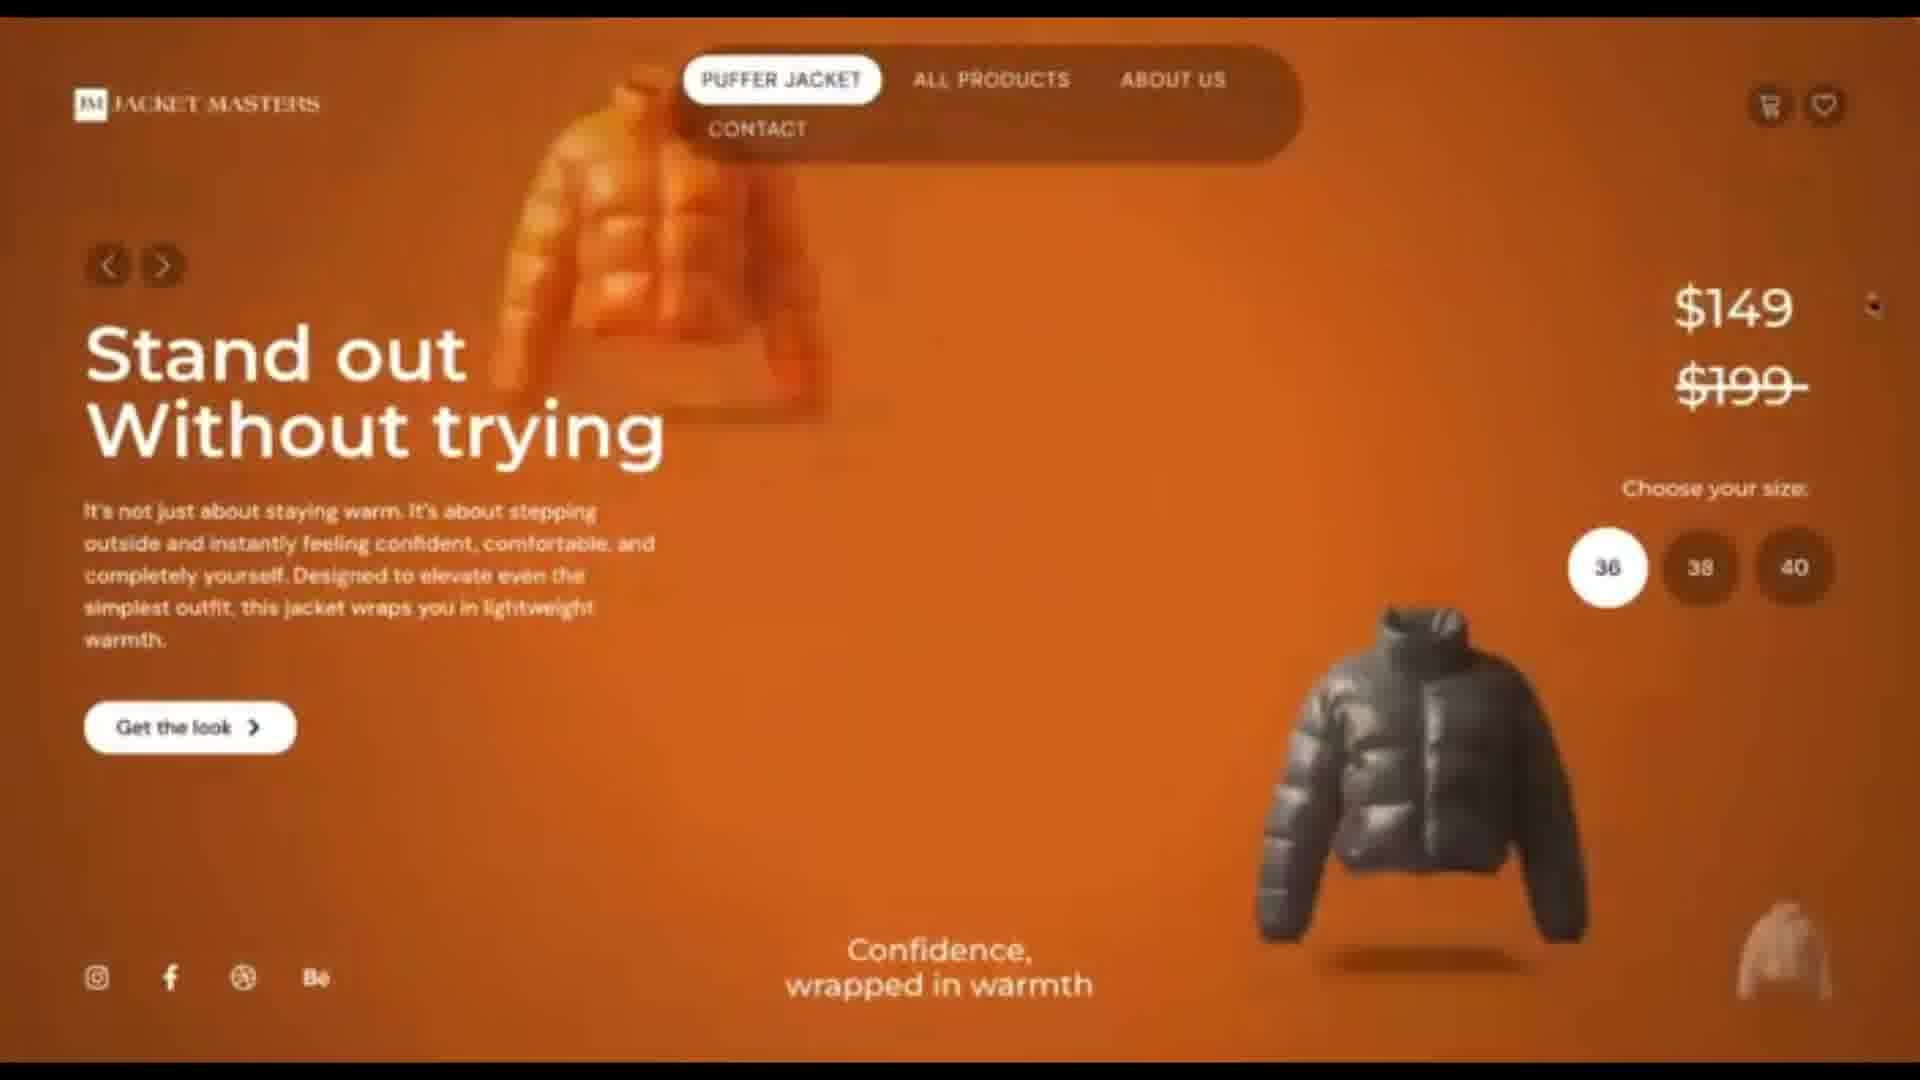 JM JACKET MASTERS
PUFFER JACKET ALL PRODUCTS ABOUT US
CONTACT
Stand out
Without trying
It's not just about staying warm. It's about stepping
outside and instantly feeling confident, comfortable, and
completely yourself. Designed to elevate even the
simplest outfit, this jacket wraps you in lightweight
warmth.
Get the look
$149
$199
Choose your size:
36 38 40
Bē
Confidence,
wrapped in warmth